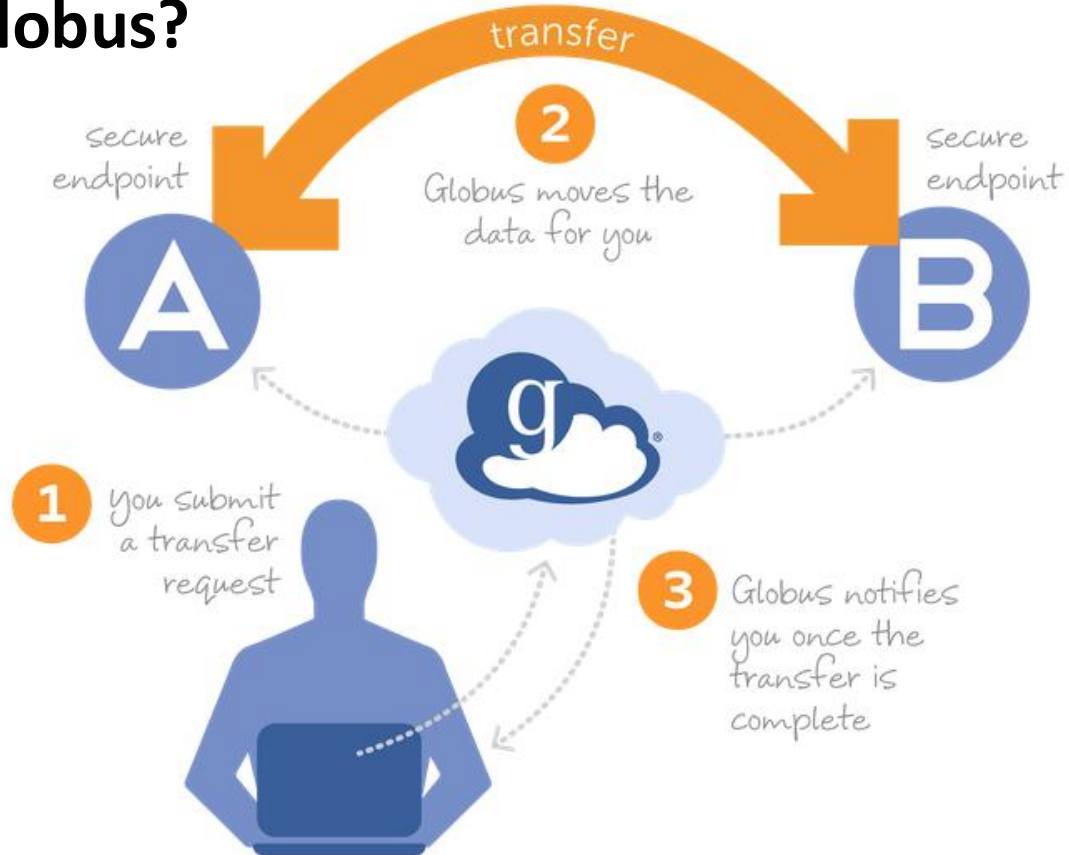 lobus?
transfer
2
secure
endpoint
Globus moves the
data for you
secure
endpoint
A
B
g
®
1
you submit
a transfer
request
3
Globus notifies
you once the
transfer is
complete